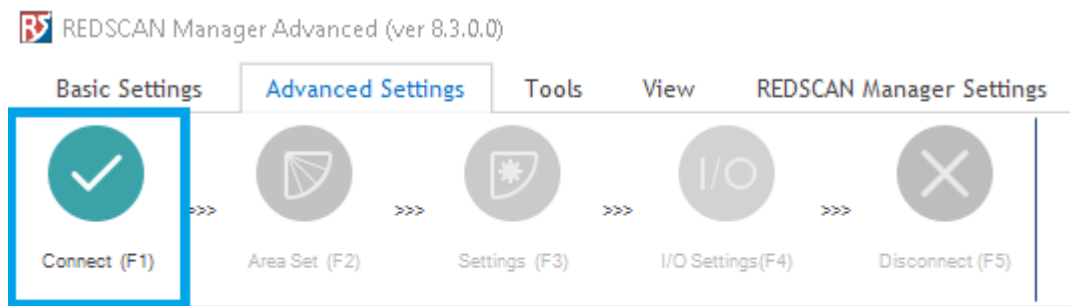 RS REDSCAN Manager Advanced (ver 8.3.0.0)
Basic Settings Advanced Settings Tools View REDSCAN Manager Settings
I/O
>>> >>> >>> >>>
Connect (F1) Area Set (F2) Settings (F3) I/O Settings(F4) Disconnect (F5)